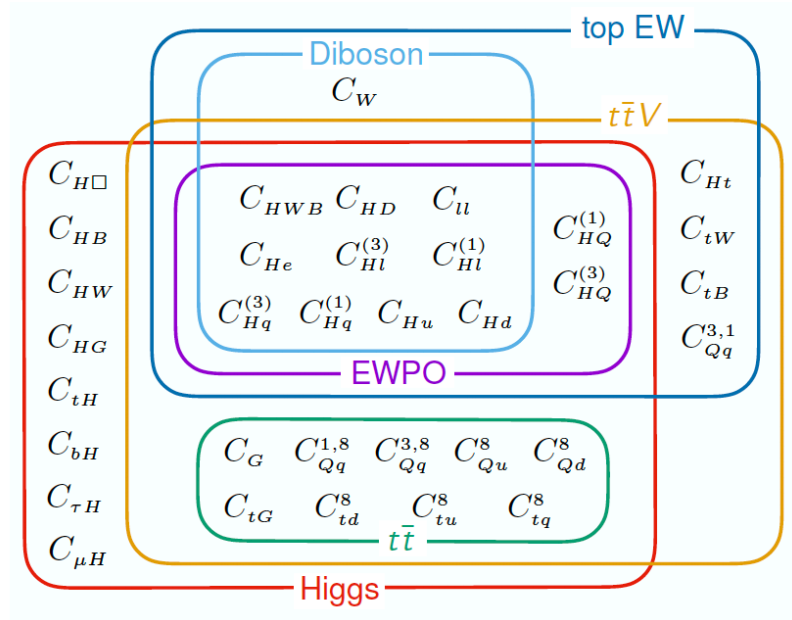 top EW
Diboson
C_W
t\bar{t}V
C_{H□} C_{HWB} C_{HD} C_{ll} C_{Ht}
C_{HB} C_{HQ}^{(1)} C_{tW}
C_{He} C_{Hl}^{(3)} C_{Hl}^{(1)}
C_{HW} C_{HQ}^{(3)} C_{tB}
C_{Hq}^{(3)} C_{Hq}^{(1)} C_{Hu} C_{Hd}
C_{HG} C_{Qq}^{3,1}
EWPO
C_{tH}
C_{bH} C_G C_{Qq}^{1,8} C_{Qq}^{3,8} C_{Qu}^{8} C_{Qd}^{8}
C_{τH} C_{tG} C_{td}^{8} C_{tu}^{8} C_{tq}^{8}
t\bar{t}
C_{μH}
Higgs